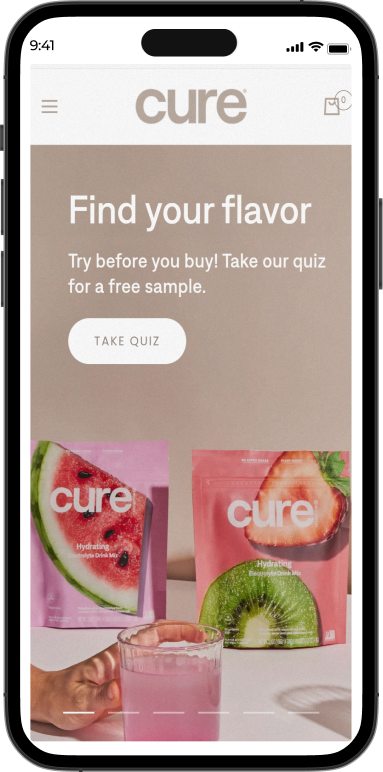 9:41
cure®
0
Find your flavor
Try before you buy! Take our quiz
for a free sample.
TAKE QUIZ
cure
Hydrating
Electrolyte Drink Mix
cure
Hydrating
Electrolyte Drink Mix